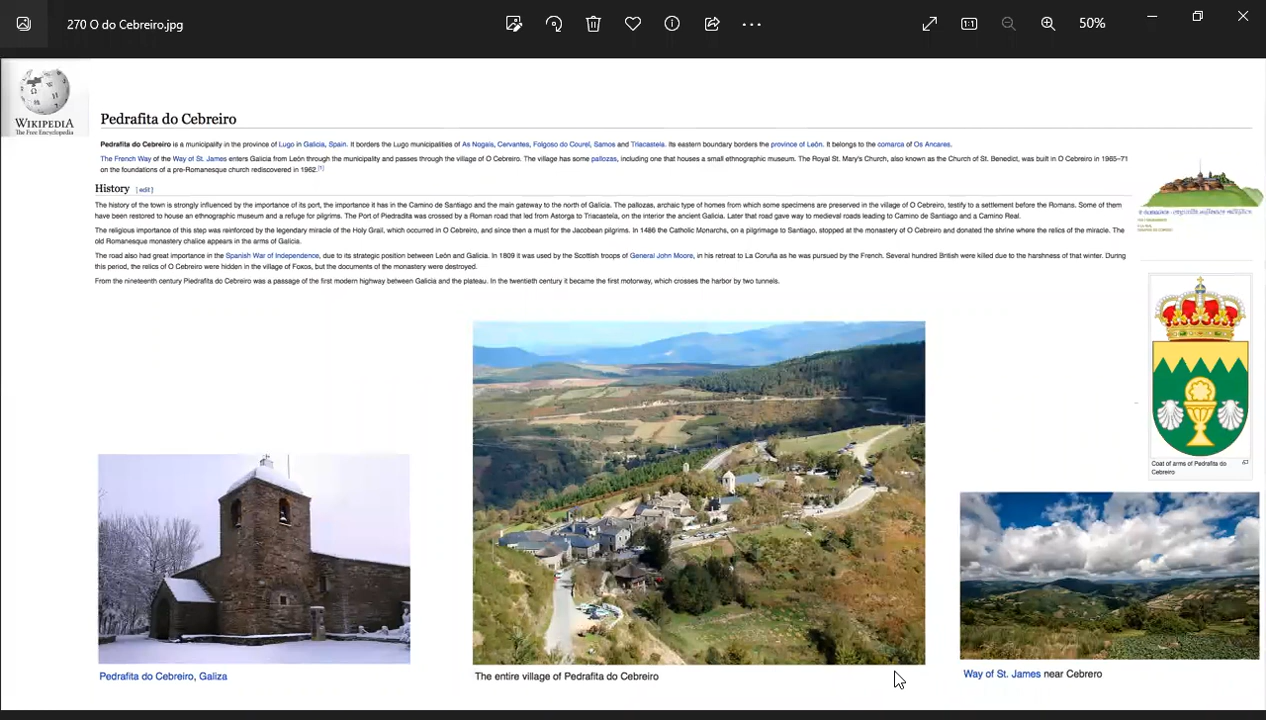 270 O do Cebreiro.jpg
50%
WIKIPEDIA
The Free Encyclopedia
Pedrafita do Cebreiro
Pedrafita do Cebreiro is a municipality in the province of Lugo in Galicia, Spain. It borders the Lugo municipalities of As Nogais, Cervantes, Folgoso do Courel, Samos and Triacastela. Its eastern boundary borders the province of León. It belongs to the comarca of Os Ancares.
The French Way of the Way of St. James enters Galicia from León through the municipality and passes through the village of O Cebreiro. The village has some pallozas, including one that houses a small ethnographic museum. The Royal St. Mary's Church, also known as the Church of St. Benedict, was built in O Cebreiro in 1965–71
on the foundations of a pre-Romanesque church rediscovered in 1962.[1]
History [ edit ]
The history of the town is strongly influenced by the importance of its port, the importance it has in the Camino de Santiago and the main gateway to the north of Galicia. The pallozas, archaic type of homes from which some specimens are preserved in the village of O Cebreiro, testify to a settlement before the Romans. Some of them
have been restored to house an ethnographic museum and a refuge for pilgrims. The Port of Piedradita was crossed by a Roman road that led from Astorga to Triacastela, on the interior the ancient Galicia. Later that road gave way to medieval roads leading to Camino de Santiago and a Camino Real.
The religious importance of this step was reinforced by the legendary miracle of the Holy Grail, which occurred in O Cebreiro, and since then a must for the Jacobean pilgrims. In 1486 the Catholic Monarchs, on a pilgrimage to Santiago, stopped at the monastery of O Cebreiro and donated the shrine where the relics of the miracle. The
old Romanesque monastery chalice appears in the arms of Galicia.
The road also had great importance in the Spanish War of Independence, due to its strategic position between León and Galicia. In 1809 it was used by the Scottish troops of General John Moore, in his retreat to La Coruña as he was pursued by the French. Several hundred British were killed due to the harshness of that winter. During
this period, the relics of O Cebreiro were hidden in the village of Foxos, but the documents of the monastery were destroyed.
From the nineteenth century Piedrafita do Cebreiro was a passage of the first modern highway between Galicia and the plateau. In the twentieth century it became the first motorway, which crosses the harbor by two tunnels.
Coat of arms of Pedrafita do
Cebreiro
Pedrafita do Cebreiro, Galiza
The entire village of Pedrafita do Cebreiro
Way of St. James near Cebrero